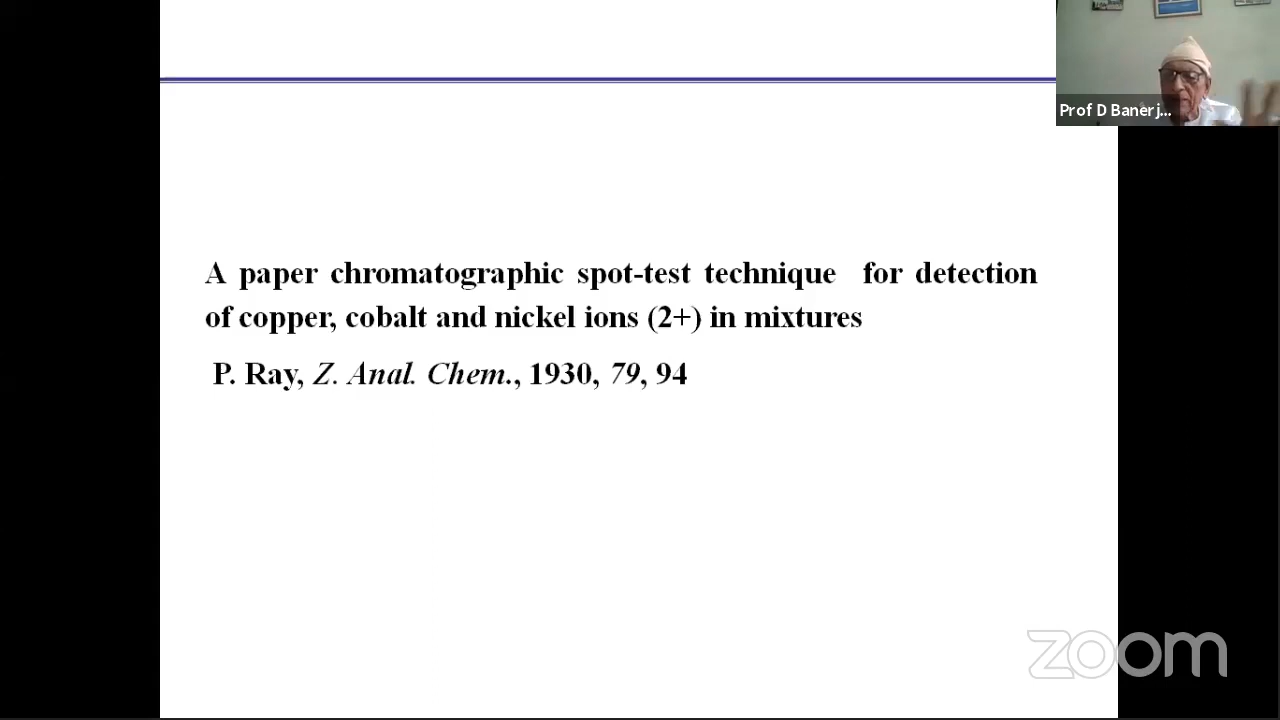 Prof D Banerj...
A paper chromatographic spot-test technique for detection
of copper, cobalt and nickel ions (2+) in mixtures
P. Ray, Z. Anal. Chem., 1930, 79, 94
zoom